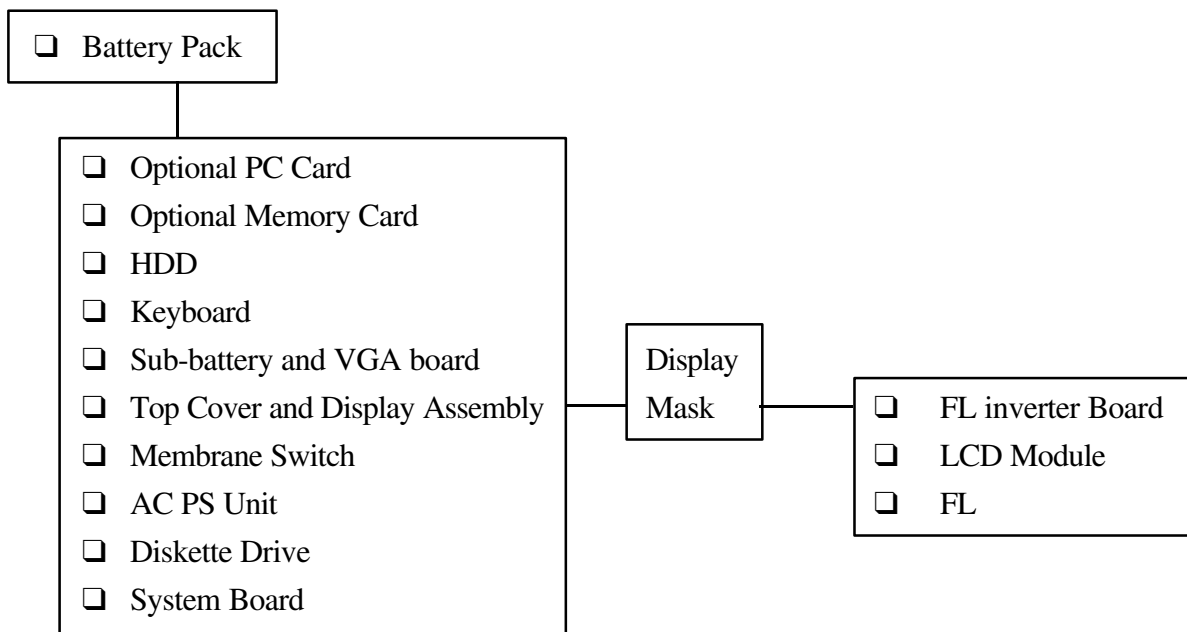 ❏ Battery Pack
❏ Optional PC Card
❏ Optional Memory Card
❏ HDD
❏ Keyboard
❏ Sub-battery and VGA board
❏ Top Cover and Display Assembly
❏ Membrane Switch
❏ AC PS Unit
❏ Diskette Drive
❏ System Board
Display
Mask
❏ FL inverter Board
❏ LCD Module
❏ FL